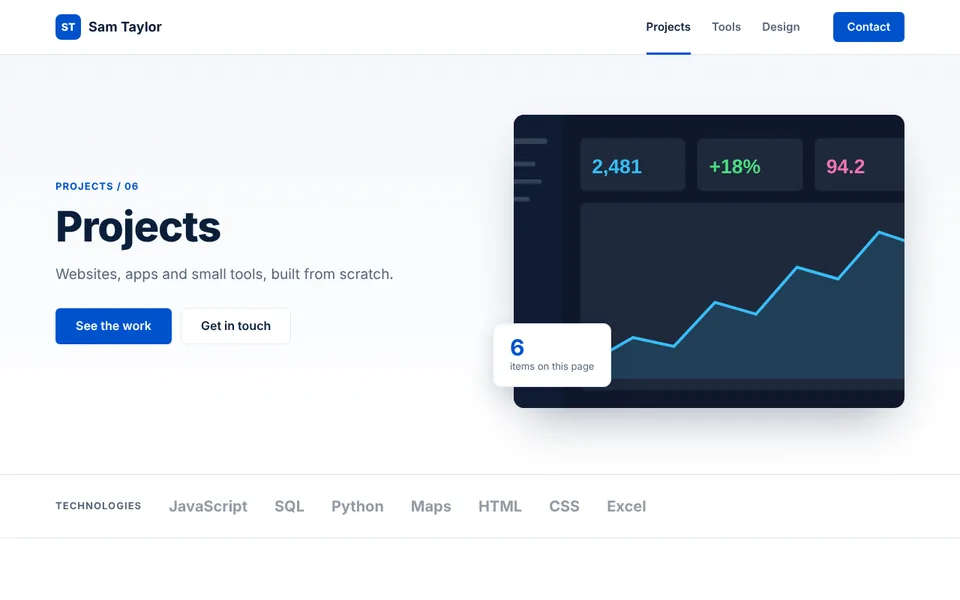 ST Sam Taylor
Projects Tools Design Contact
PROJECTS / 06
Projects
Websites, apps and small tools, built from scratch.
See the work Get in touch
2,481 +18% 94.2
6
items on this page
TECHNOLOGIES JavaScript SQL Python Maps HTML CSS Excel